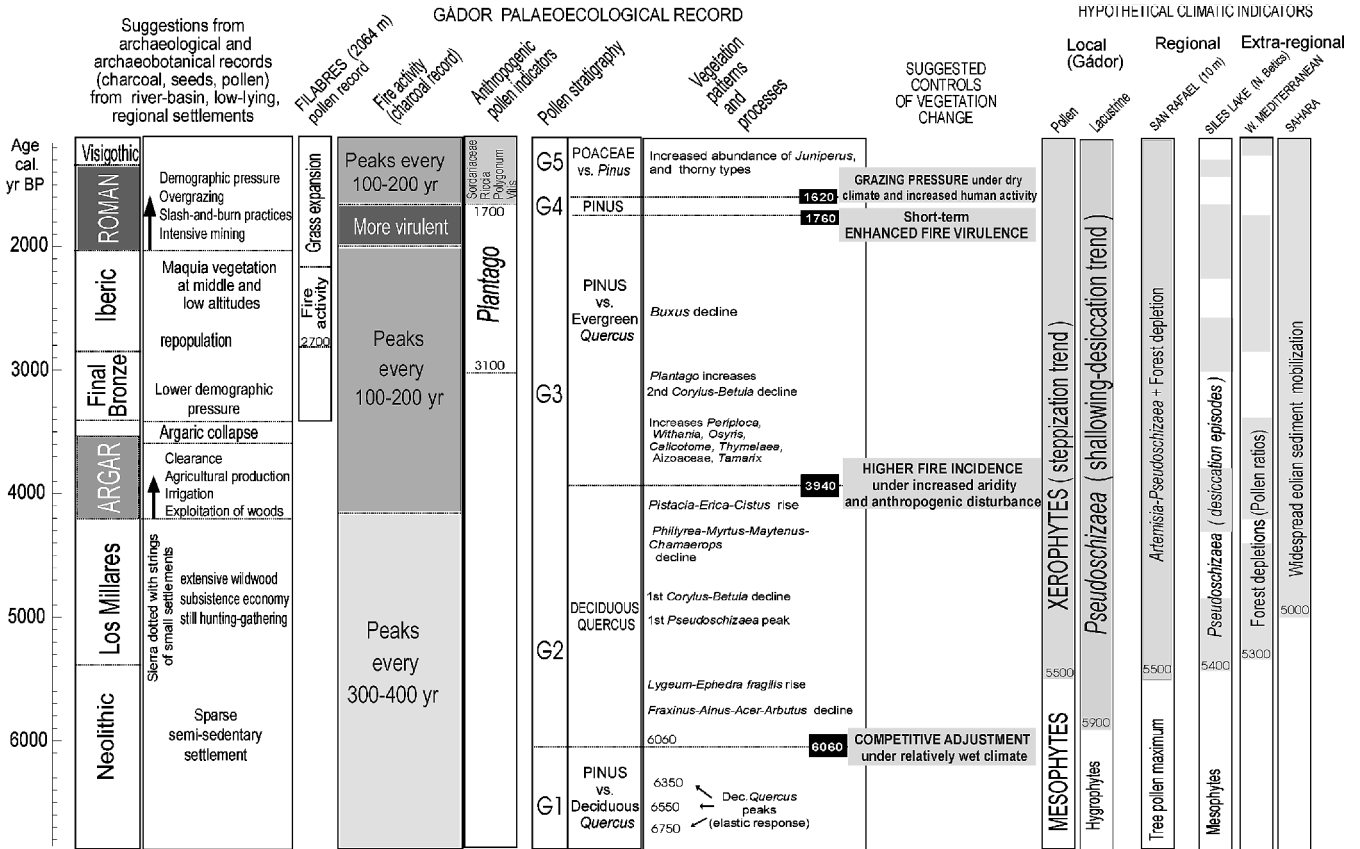 GÁDOR PALAEOECOLOGICAL RECORD
HYPOTHETICAL CLIMATIC INDICATORS
Suggestions from
archaeological and
archaeobotanical records
(charcoal, seeds, pollen)
from river-basin, low-lying,
regional settlements
FILABRES (2064 m)
pollen record
Fire activity
(charcoal record)
Anthropogenic
pollen indicators
Pollen stratigraphy
Vegetation
patterns
and
processes
SUGGESTED
CONTROLS
OF VEGETATION
CHANGE
Local
(Gádor)
Regional
Extra-regional
Pollen
Lacustrine
SAN RAFAEL (10 m)
SILES LAKE (N. Betics)
W. MEDITERRANEAN
SAHARA
Age
cal.
yr BP
2000
3000
4000
5000
6000
Visigothic
ROMAN
Iberic
Final
Bronze
ARGAR
Los Millares
Neolithic
Demographic pressure
Overgrazing
Slash-and-burn practices
Intensive mining
Maquia vegetation
at middle and
low altitudes
repopulation
Lower demographic
pressure
Argaric collapse
Clearance
Agricultural production
Irrigation
Exploitation of woods
Sierra dotted with strings
of small settlements
extensive wildwood
subsistence economy
still hunting-gathering
Sparse
semi-sedentary
settlement
Grass expansion
Fire
activity
2700
Peaks every
100-200 yr
More virulent
Peaks
every
100-200 yr
Peaks
every
300-400 yr
Sordariaceae
Riccia
Polygonum
Vitis
1700
Plantago
3100
G5
G4
G3
G2
G1
POACEAE
vs. Pinus
PINUS
PINUS
vs.
Evergreen
Quercus
DECIDUOUS
QUERCUS
PINUS
vs.
Deciduous
Quercus
Increased abundance of Juniperus,
and thorny types
Buxus decline
Plantago increases
2nd Corylus-Betula decline
Increases Periploca,
Withania, Osyris,
Calicotome, Thymelaea,
Aizoaceae, Tamarix
Pistacia-Erica-Cistus rise
Phillyrea-Myrtus-Maytenus-
Chamaerops
decline
1st Corylus-Betula decline
1st Pseudoschizaea peak
Lygeum-Ephedra fragilis rise
Fraxinus-Alnus-Acer-Arbutus decline
6060
6350
6550
6750
Dec. Quercus
peaks
(elastic response)
1620
GRAZING PRESSURE under dry
climate and increased human activity
1760
Short-term
ENHANCED FIRE VIRULENCE
3940
HIGHER FIRE INCIDENCE
under increased aridity
and anthropogenic disturbance
6060
COMPETITIVE ADJUSTMENT
under relatively wet climate
XEROPHYTES ( steppization trend )
5500
MESOPHYTES
Pseudoschizaea ( shallowing-desiccation trend)
5900
Hygrophytes
Artemisia-Pseudoschizaea + Forest depletion
5500
Tree pollen maximum
Pseudoschizaea ( desiccation episodes )
5400
Mesophytes
Forest depletions (Pollen ratios)
5300
Widespread eolian sediment mobilization
5000